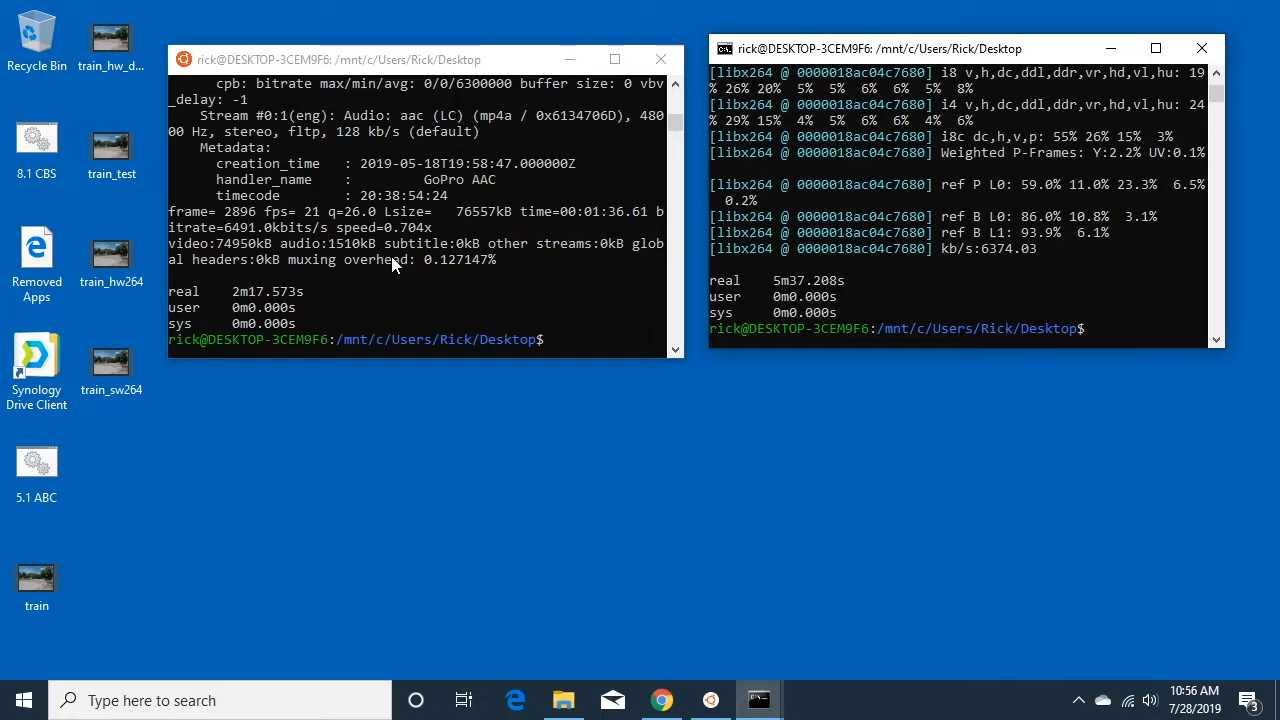 Recycle Bin
train_hw_d...
8.1 CBS
train_test
Removed
Apps
train_hw264
Synology
Drive Client
train_sw264
5.1 ABC
train
rick@DESKTOP-3CEM9F6: /mnt/c/Users/Rick/Desktop
cpb: bitrate max/min/avg: 0/0/6300000 buffer size: 0 vbv
_delay: -1
Stream #0:1(eng): Audio: aac (LC) (mp4a / 0x6134706D), 480
00 Hz, stereo, fltp, 128 kb/s (default)
Metadata:
creation_time : 2019-05-18T19:58:47.000000Z
handler_name : GoPro AAC
timecode : 20:38:54:24
frame= 2896 fps= 21 q=26.0 Lsize= 76557kB time=00:01:36.61 b
itrate=6491.0kbits/s speed=0.704x
video:74950kB audio:1510kB subtitle:0kB other streams:0kB glob
al headers:0kB muxing overhead: 0.127147%
real 2m17.573s
user 0m0.000s
sys 0m0.000s
rick@DESKTOP-3CEM9F6:/mnt/c/Users/Rick/Desktop$
rick@DESKTOP-3CEM9F6: /mnt/c/Users/Rick/Desktop
[libx264 @ 0000018ac04c7680] i8 v,h,dc,ddl,ddr,vr,hd,vl,hu: 19
% 26% 20% 5% 5% 6% 6% 5% 8%
[libx264 @ 0000018ac04c7680] i4 v,h,dc,ddl,ddr,vr,hd,vl,hu: 24
% 29% 15% 4% 5% 6% 6% 4% 6%
[libx264 @ 0000018ac04c7680] i8c dc,h,v,p: 55% 26% 15% 3%
[libx264 @ 0000018ac04c7680] Weighted P-Frames: Y:2.2% UV:0.1%
[libx264 @ 0000018ac04c7680] ref P L0: 59.0% 11.0% 23.3% 6.5%
0.2%
[libx264 @ 0000018ac04c7680] ref B L0: 86.0% 10.8% 3.1%
[libx264 @ 0000018ac04c7680] ref B L1: 93.9% 6.1%
[libx264 @ 0000018ac04c7680] kb/s:6374.03
real 5m37.208s
user 0m0.000s
sys 0m0.000s
rick@DESKTOP-3CEM9F6:/mnt/c/Users/Rick/Desktop$
Type here to search
10:56 AM
7/28/2019
3